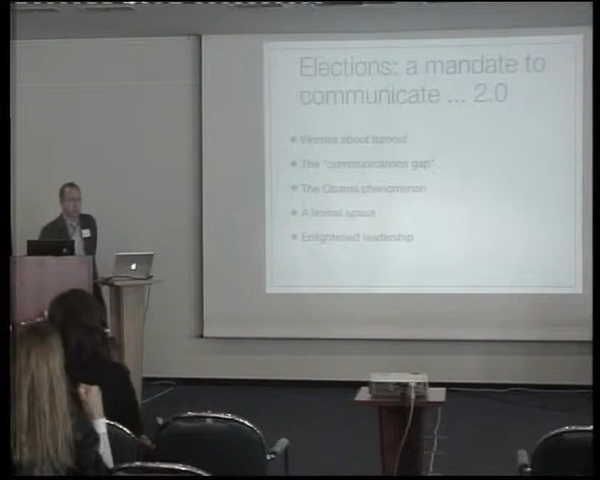 Elections: a mandate to
communicate ... 2.0
Worries about turnout
The "communications gap"
The Obama phenomenon
A liminal space
Enlightened leadership